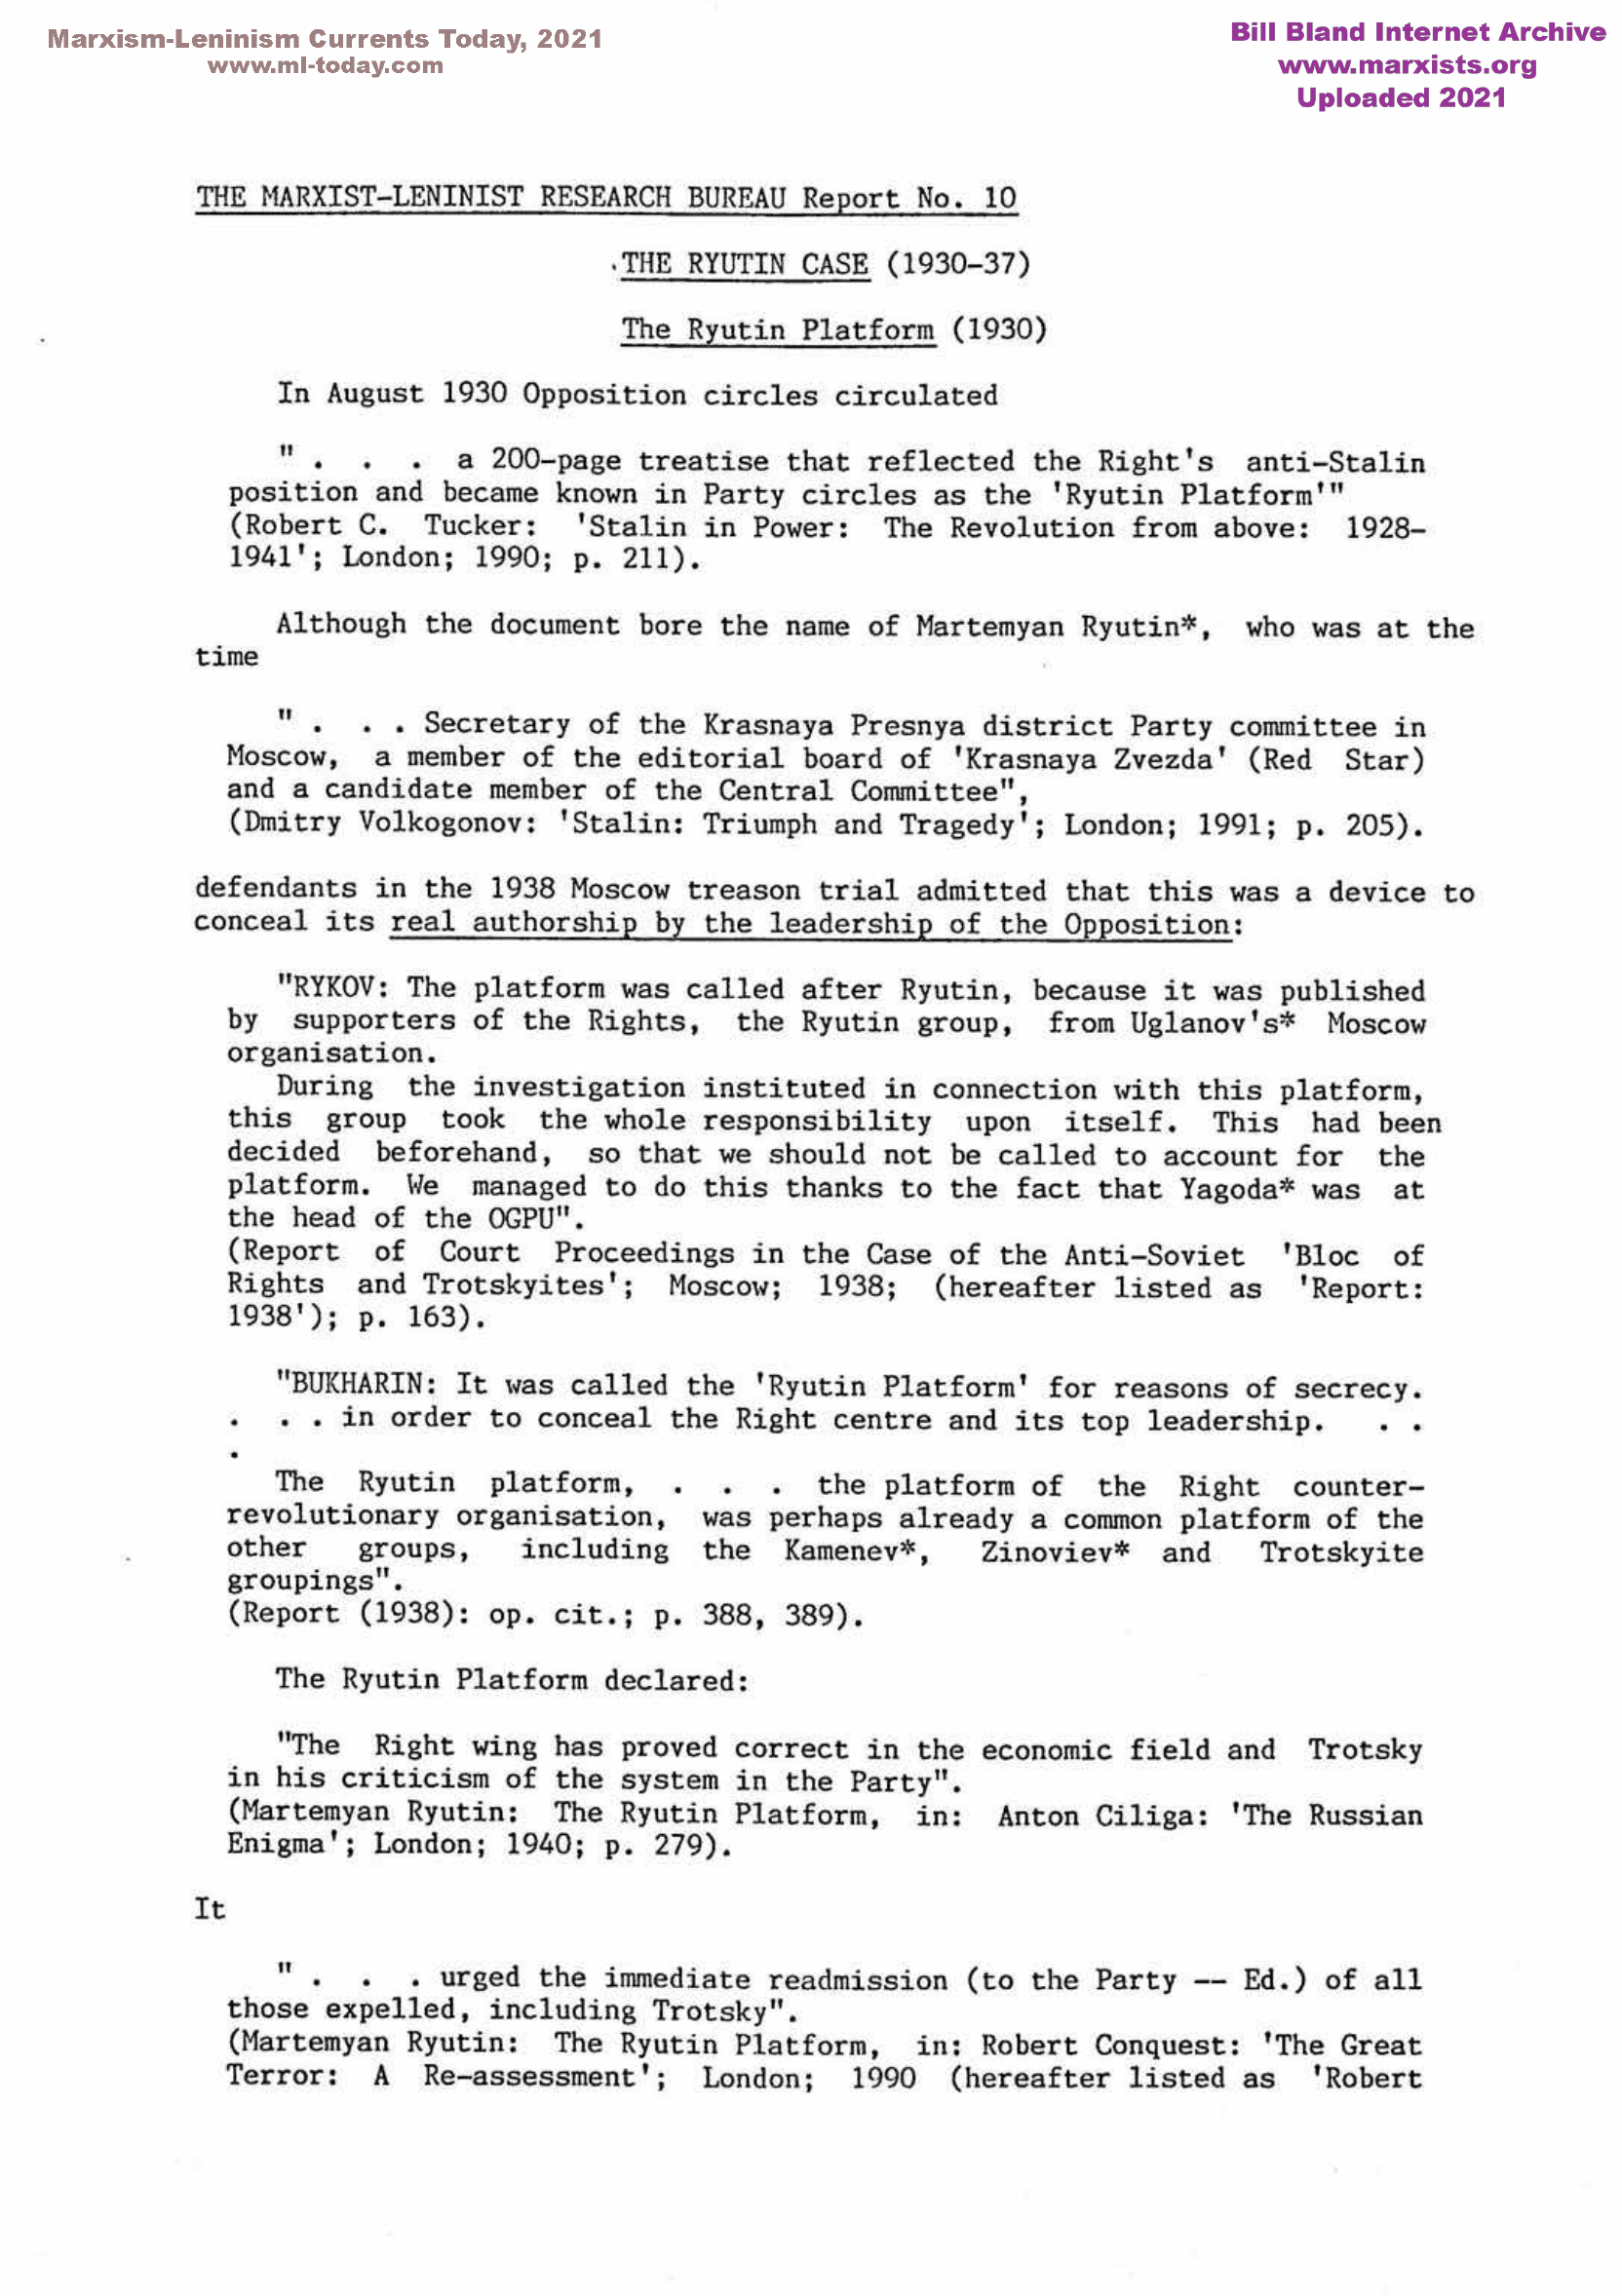 Marxism-Leninism Currents Today, 2021
www.ml-today.com
Bill Bland Internet Archive
www.marxists.org
Uploaded 2021
THE MARXIST-LENINIST RESEARCH BUREAU Report No. 10
THE RYUTIN CASE (1930-37)
The Ryutin Platform (1930)
In August 1930 Opposition circles circulated
" . . . a 200-page treatise that reflected the Right's anti-Stalin
position and became known in Party circles as the 'Ryutin Platform'"
(Robert C. Tucker: 'Stalin in Power: The Revolution from above: 1928-
1941'; London; 1990; p. 211).
Although the document bore the name of Martemyan Ryutin*, who was at the
time
" . . . Secretary of the Krasnaya Presnya district Party committee in
Moscow, a member of the editorial board of 'Krasnaya Zvezda' (Red Star)
and a candidate member of the Central Committee",
(Dmitry Volkogonov: 'Stalin: Triumph and Tragedy'; London; 1991; p. 205).
defendants in the 1938 Moscow treason trial admitted that this was a device to
conceal its real authorship by the leadership of the Opposition:
"RYKOV: The platform was called after Ryutin, because it was published
by supporters of the Rights, the Ryutin group, from Uglanov's* Moscow
organisation.
During the investigation instituted in connection with this platform,
this group took the whole responsibility upon itself. This had been
decided beforehand, so that we should not be called to account for the
platform. We managed to do this thanks to the fact that Yagoda* was at
the head of the OGPU".
(Report of Court Proceedings in the Case of the Anti-Soviet 'Bloc of
Rights and Trotskyites'; Moscow; 1938; (hereafter listed as 'Report:
1938'); p. 163).
"BUKHARIN: It was called the 'Ryutin Platform' for reasons of secrecy.
. . . in order to conceal the Right centre and its top leadership. . .
.
The Ryutin platform, . . . the platform of the Right counter-
revolutionary organisation, was perhaps already a common platform of the
other groups, including the Kamenev*, Zinoviev* and Trotskyite
groupings".
(Report (1938): op. cit.; p. 388, 389).
The Ryutin Platform declared:
"The Right wing has proved correct in the economic field and Trotsky
in his criticism of the system in the Party".
(Martemyan Ryutin: The Ryutin Platform, in: Anton Ciliga: 'The Russian
Enigma'; London; 1940; p. 279).
It
" . . . urged the immediate readmission (to the Party -- Ed.) of all
those expelled, including Trotsky".
(Martemyan Ryutin: The Ryutin Platform, in: Robert Conquest: 'The Great
Terror: A Re-assessment'; London; 1990 (hereafter listed as 'Robert